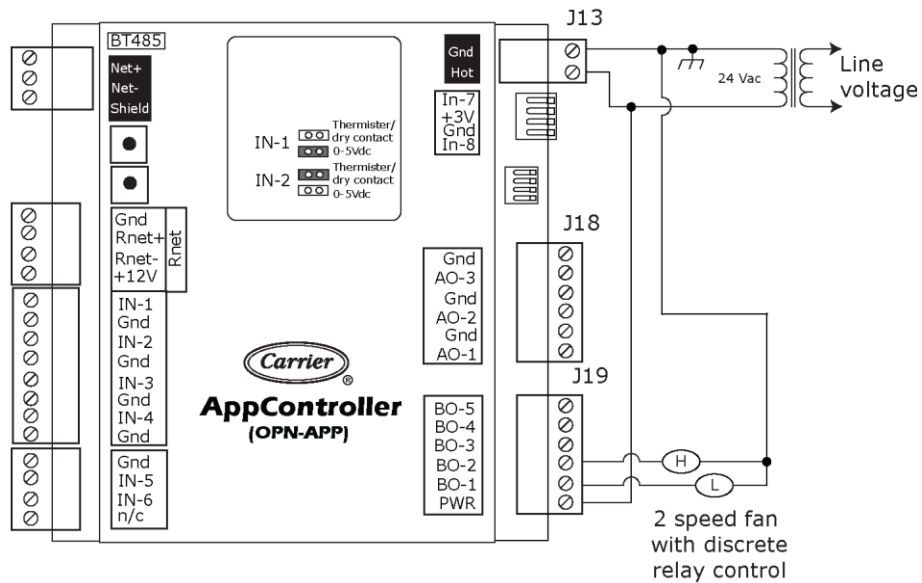 BT485
Net+
Net-
Shield
Gnd
Rnet+
Rnet-
+12V
Rnet
IN-1
Gnd
IN-2
Gnd
IN-3
Gnd
IN-4
Gnd
Gnd
IN-5
IN-6
n/c
IN-1
Thermister/
dry contact
0-5Vdc
IN-2
Thermister/
dry contact
0-5Vdc
Carrier
®
AppController
(OPN-APP)
Gnd
Hot
In-7
+3V
Gnd
In-8
Gnd
AO-3
Gnd
AO-2
Gnd
AO-1
BO-5
BO-4
BO-3
BO-2
BO-1
PWR
J13
24 Vac
Line
voltage
J18
J19
H
L
2 speed fan
with discrete
relay control